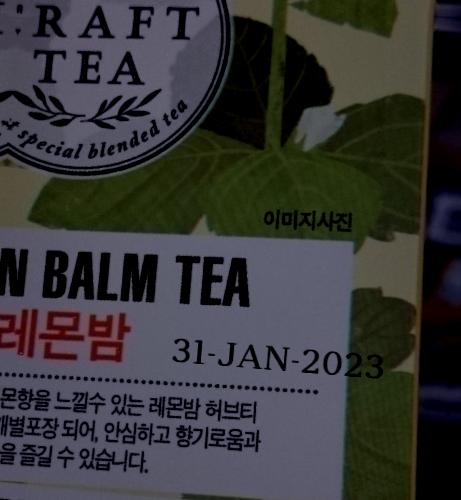 CRAFT
TEA
special blended tea
이미지사진
N BALM TEA
레몬밤
31-JAN-2023
몬향을 느낄수 있는 레몬밤 허브티
개별포장 되어, 안심하고 향기로움과
을 즐길 수 있습니다.